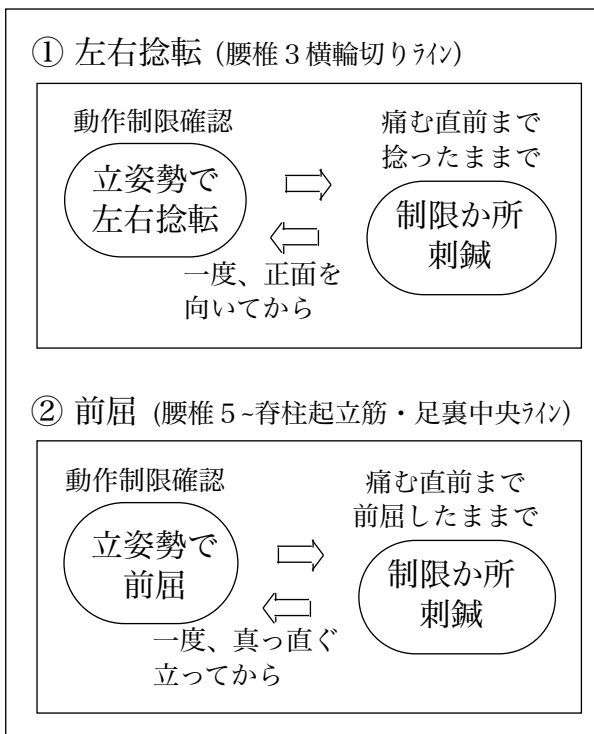 ① 左右捻転 (腰椎３横輪切りﾗｲﾝ)
動作制限確認
立姿勢で
左右捻転
痛む直前まで
捻ったままで
制限か所
刺鍼
一度、正面を
向いてから
② 前屈 (腰椎５~脊柱起立筋・足裏中央ﾗｲﾝ)
動作制限確認
立姿勢で
前屈
痛む直前まで
前屈したままで
制限か所
刺鍼
一度、真っ直ぐ
立ってから